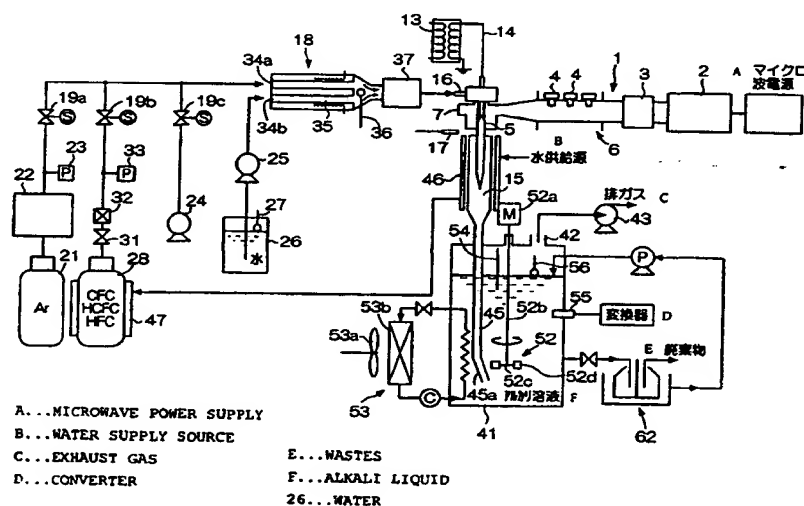 13
14
18
34a
37
16
4 4
1
3
2
A マイクロ
波電源
19a
19b
19c
S
S
S
7
5
34b
35
36
17
B
水供給源
6
23
P
33
P
22
32
25
46
15
52a
M
排ガス C
43
31
24
27
26
水
54
42
56
P
21
Ar
28
CFC
HCFC
HFC
47
53b
53a
45
52b
55
変換器 D
52
E 廃棄物
53
C
52c
52d
45a
アルカリ溶液 F
41
62
A...MICROWAVE POWER SUPPLY
B...WATER SUPPLY SOURCE
C...EXHAUST GAS
D...CONVERTER
E...WASTES
F...ALKALI LIQUID
26...WATER